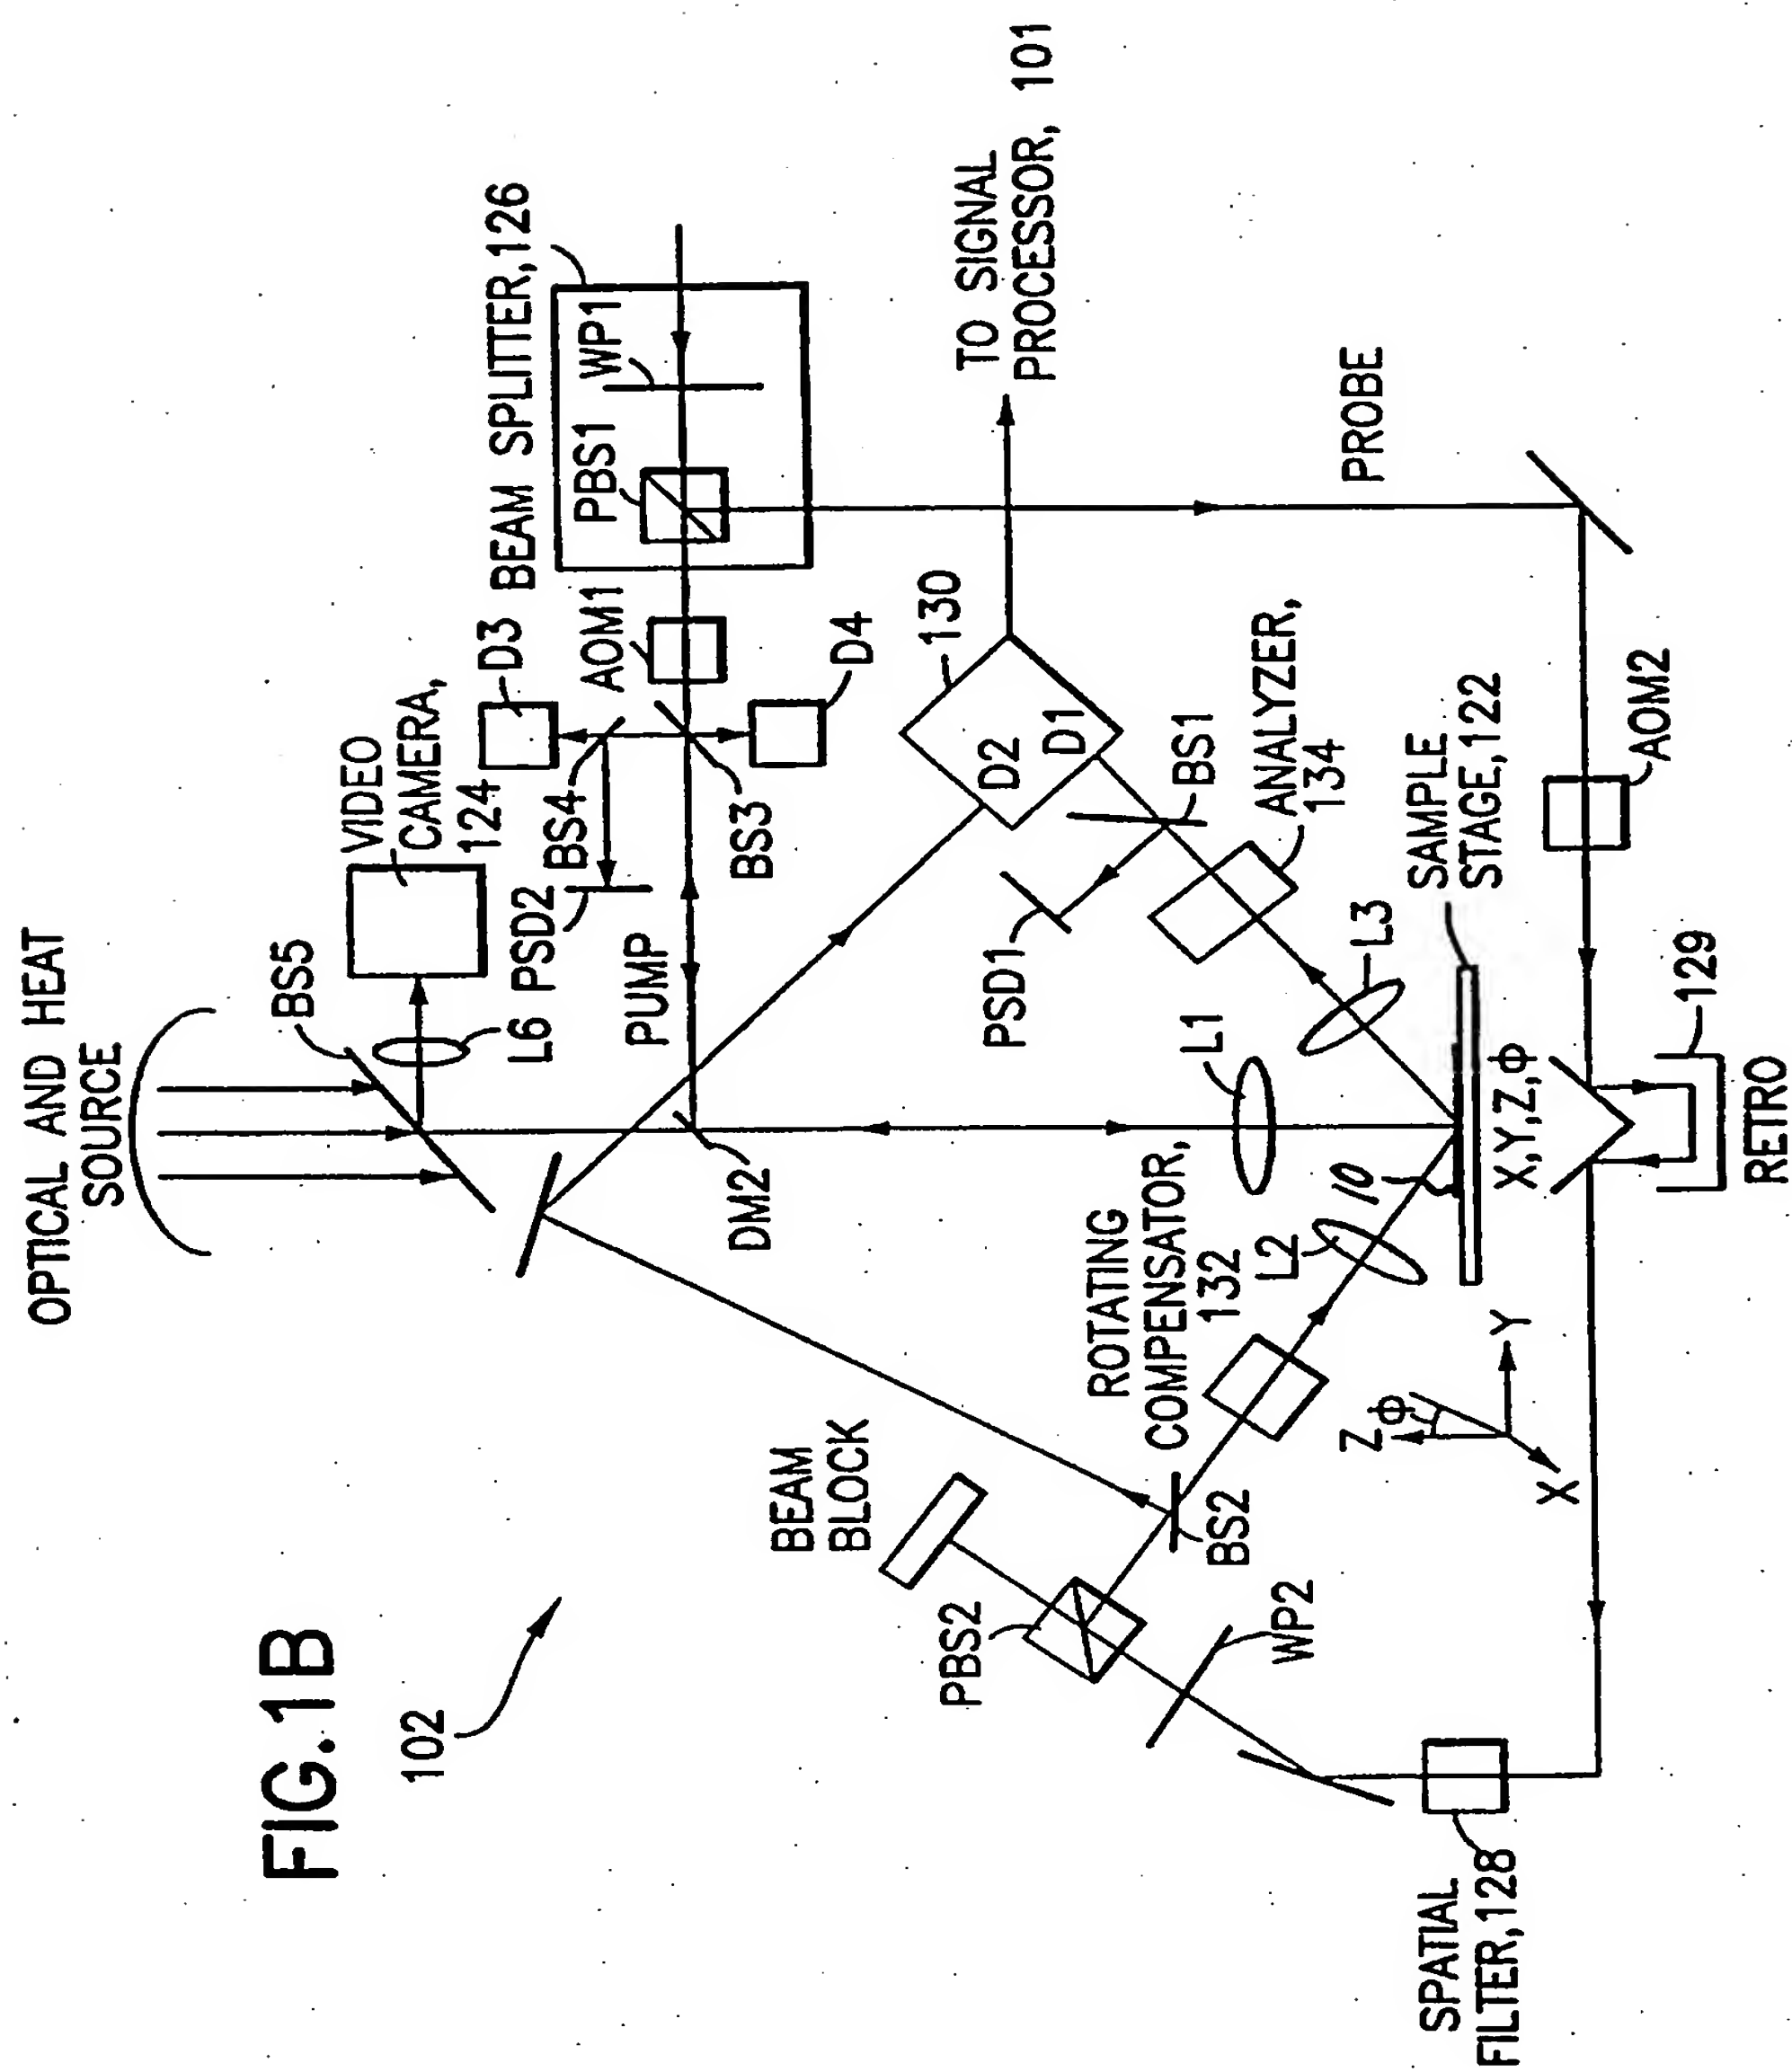 FIG.1B
102
OPTICAL AND HEAT
SOURCE
BS5
VIDEO
CAMERA,
124
L6
PSD2
BS4
D3
AOM1
BEAM SPLITTER,126
PBS1
WP1
PUMP
BS3
D4
DM2
130
D2
D1
TO SIGNAL
PROCESSOR, 101
BEAM
BLOCK
PBS2
WP2
BS2
ROTATING
COMPENSATOR,
132
L2
L1
10
PSD1
BS1
ANALYZER,
134
L3
SAMPLE
STAGE,122
PROBE
X,Y,Z,Φ
Z
Φ
Y
X
AOM2
129
RETRO
SPATIAL
FILTER,128